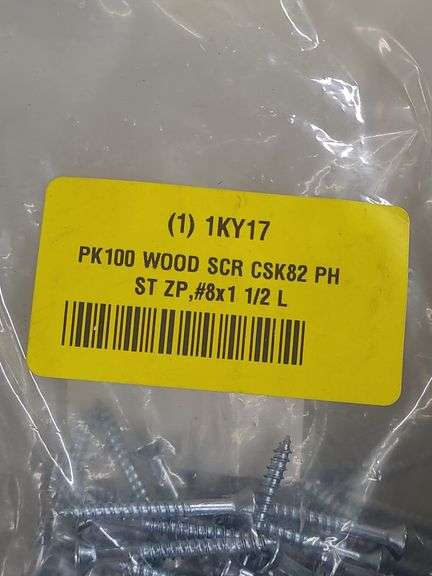 (1) 1KY17
PK100 WOOD SCR CSK82 PH
ST ZP,#8x1 1/2 L